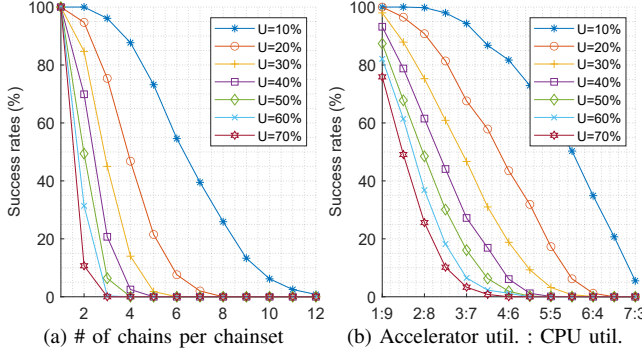 100
80
60
40
20
0
Success rates (%)
2
4
6
8
10
12
U=10%
U=20%
U=30%
U=40%
U=50%
U=60%
U=70%
(a) # of chains per chainset
100
80
60
40
20
0
Success rates (%)
1:9
2:8
3:7
4:6
5:5
6:4
7:3
U=10%
U=20%
U=30%
U=40%
U=50%
U=60%
U=70%
(b) Accelerator util. : CPU util.